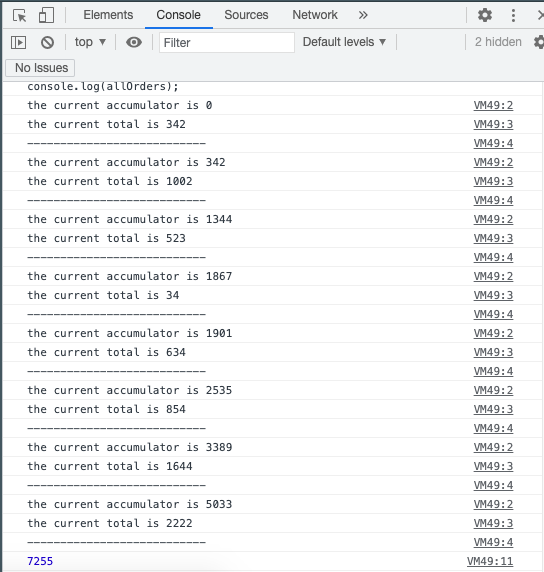 Elements Console Sources Network »
top ▼ Filter Default levels ▼ 2 hidden
No Issues
console.log(allOrders);
the current accumulator is 0 VM49:2
the current total is 342 VM49:3
--------------------------- VM49:4
the current accumulator is 342 VM49:2
the current total is 1002 VM49:3
--------------------------- VM49:4
the current accumulator is 1344 VM49:2
the current total is 523 VM49:3
--------------------------- VM49:4
the current accumulator is 1867 VM49:2
the current total is 34 VM49:3
--------------------------- VM49:4
the current accumulator is 1901 VM49:2
the current total is 634 VM49:3
--------------------------- VM49:4
the current accumulator is 2535 VM49:2
the current total is 854 VM49:3
--------------------------- VM49:4
the current accumulator is 3389 VM49:2
the current total is 1644 VM49:3
--------------------------- VM49:4
the current accumulator is 5033 VM49:2
the current total is 2222 VM49:3
--------------------------- VM49:4
7255 VM49:11